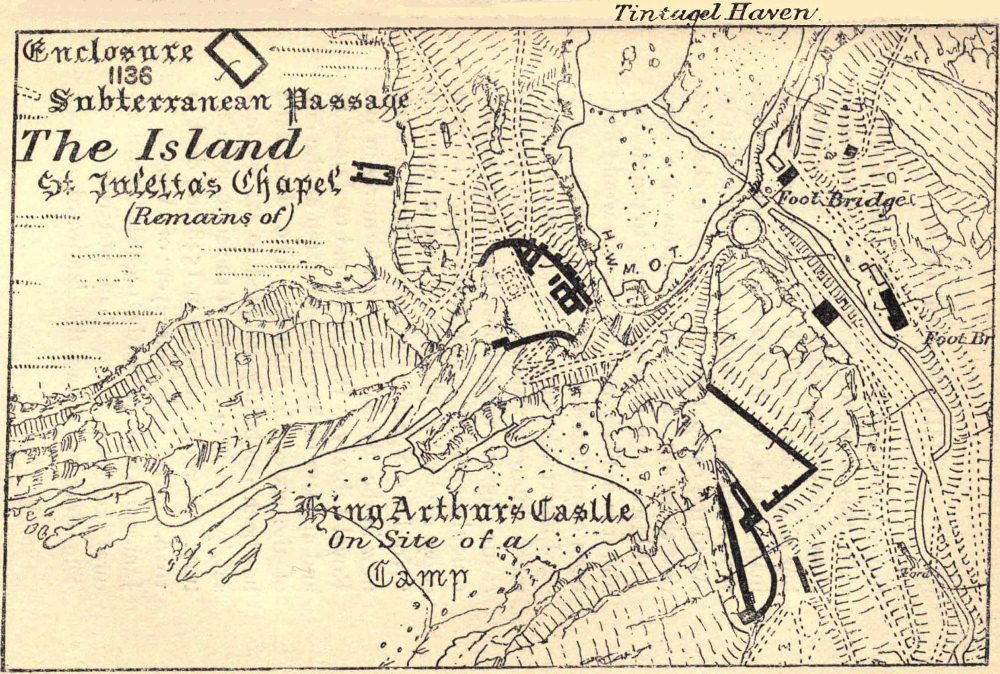 Tintagel Haven.
Enclosure
1136
Subterranean Passage
The Island
St Juletta's Chapel
(Remains of)
Foot Bridge
H.W.M.O.T
Foot Br
King Arthur's Castle
On Site of a
Camp
Ford